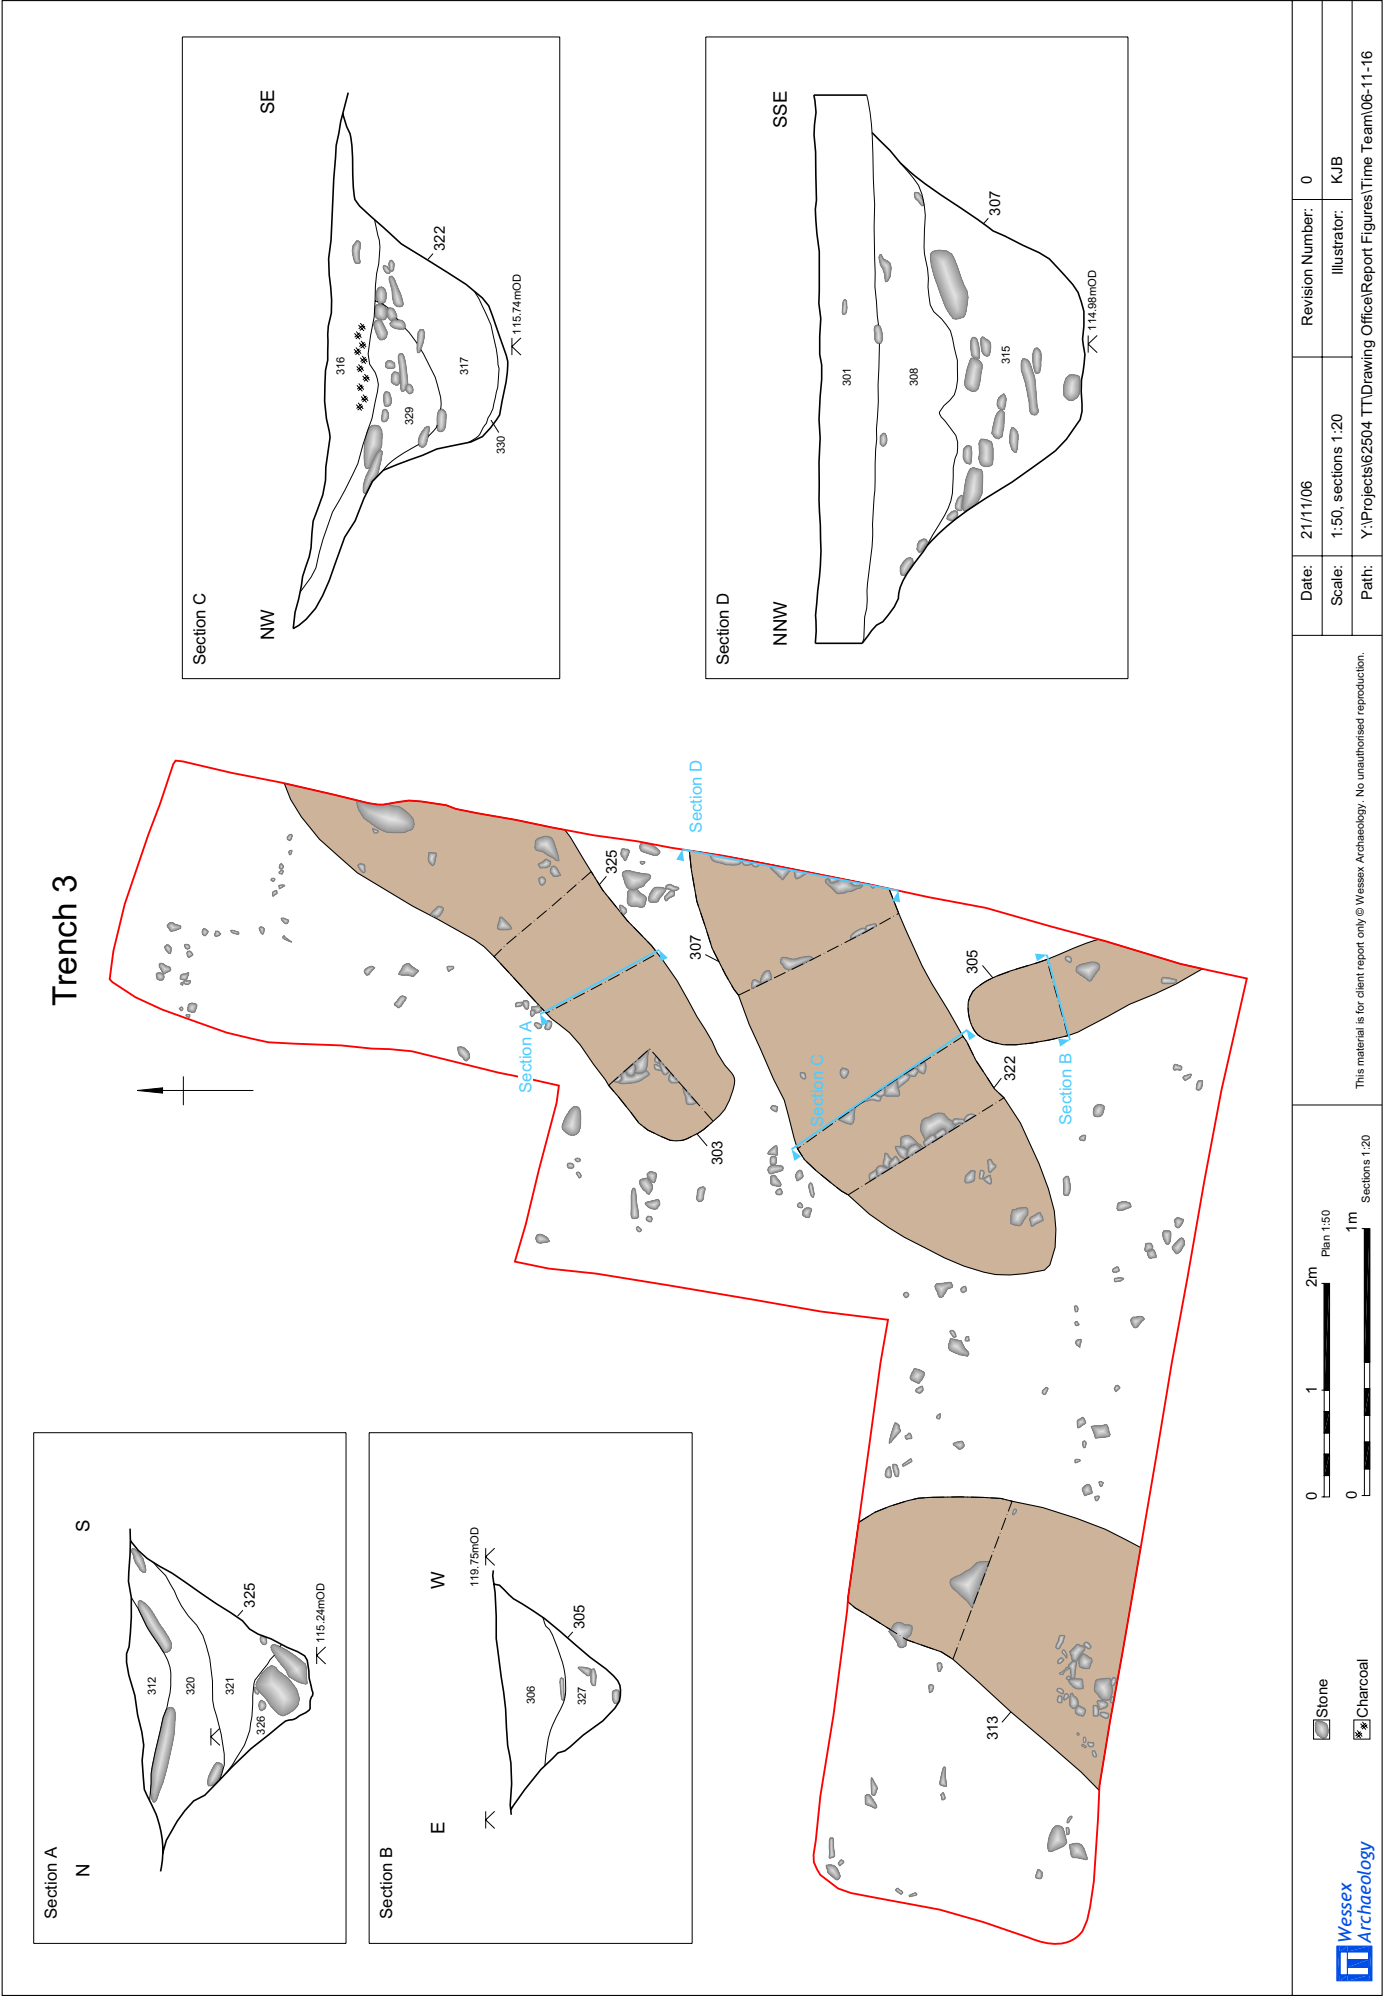 Trench 3
Section A
N
S
312
320
321
326
325
115.24mOD
Section B
E
W
119.75mOD
306
327
305
Section C
NW
SE
316
329
317
330
322
115.74mOD
Section D
NNW
SSE
301
308
315
307
114.98mOD
Section A
Section B
Section C
Section D
303
325
307
322
305
313
Wessex
Archaeology
Stone
Charcoal
0 1 2m Plan 1:50
0 1m Sections 1:20
This material is for client report only © Wessex Archaeology. No unauthorised reproduction.
Date: 21/11/06 Revision Number: 0
Scale: 1:50, sections 1:20 Illustrator: KJB
Path: Y:\Projects\62504 TT\Drawing Office\Report Figures\Time Team\06-11-16